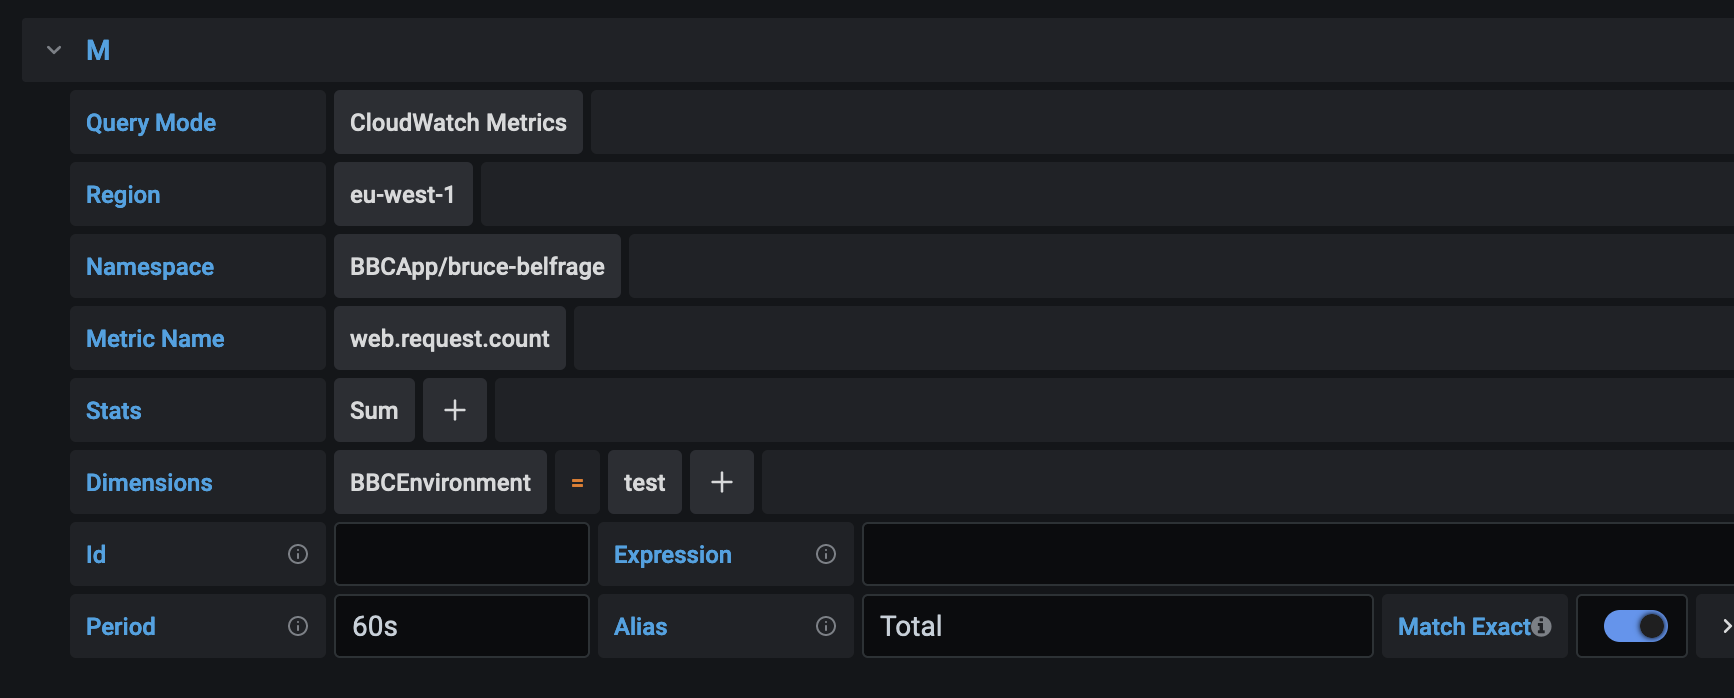 M
Query Mode CloudWatch Metrics
Region eu-west-1
Namespace BBCApp/bruce-belfrage
Metric Name web.request.count
Stats Sum +
Dimensions BBCEnvironment = test +
Id Expression
Period 60s Alias Total Match Exact